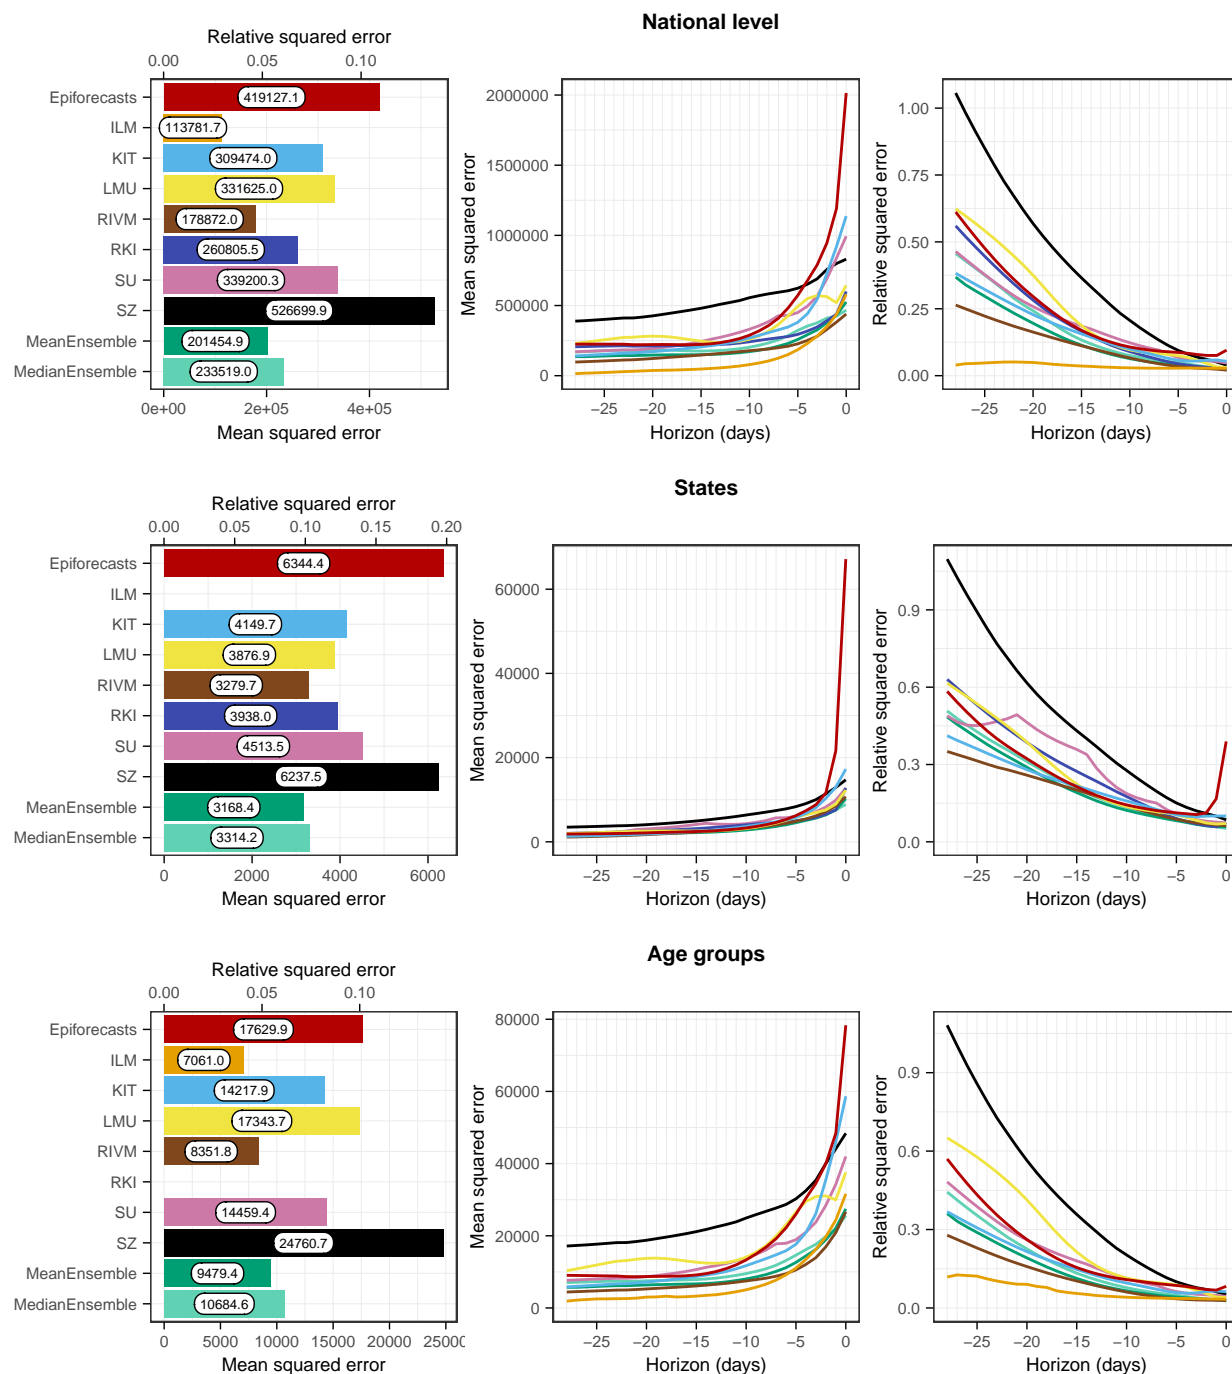 National level
Relative squared error
0.00 0.05 0.10
Epiforecasts 419127.1
ILM 113781.7
KIT 309474.0
LMU 331625.0
RIVM 178872.0
RKI 260805.5
SU 339200.3
SZ 526699.9
MeanEnsemble 201454.9
MedianEnsemble 233519.0
0e+00 2e+05 4e+05
Mean squared error
Mean squared error
2000000
1500000
1000000
500000
0
−25 −20 −15 −10 −5 0
Horizon (days)
Relative squared error
1.00
0.75
0.50
0.25
0.00
−25 −20 −15 −10 −5 0
Horizon (days)
States
Relative squared error
0.00 0.05 0.10 0.15 0.20
Epiforecasts 6344.4
ILM
KIT 4149.7
LMU 3876.9
RIVM 3279.7
RKI 3938.0
SU 4513.5
SZ 6237.5
MeanEnsemble 3168.4
MedianEnsemble 3314.2
0 2000 4000 6000
Mean squared error
Mean squared error
60000
40000
20000
0
−25 −20 −15 −10 −5 0
Horizon (days)
Relative squared error
0.9
0.6
0.3
0.0
−25 −20 −15 −10 −5 0
Horizon (days)
Age groups
Relative squared error
0.00 0.05 0.10
Epiforecasts 17629.9
ILM 7061.0
KIT 14217.9
LMU 17343.7
RIVM 8351.8
RKI
SU 14459.4
SZ 24760.7
MeanEnsemble 9479.4
MedianEnsemble 10684.6
0 5000 10000 15000 20000 25000
Mean squared error
Mean squared error
80000
60000
40000
20000
0
−25 −20 −15 −10 −5 0
Horizon (days)
Relative squared error
0.9
0.6
0.3
0.0
−25 −20 −15 −10 −5 0
Horizon (days)